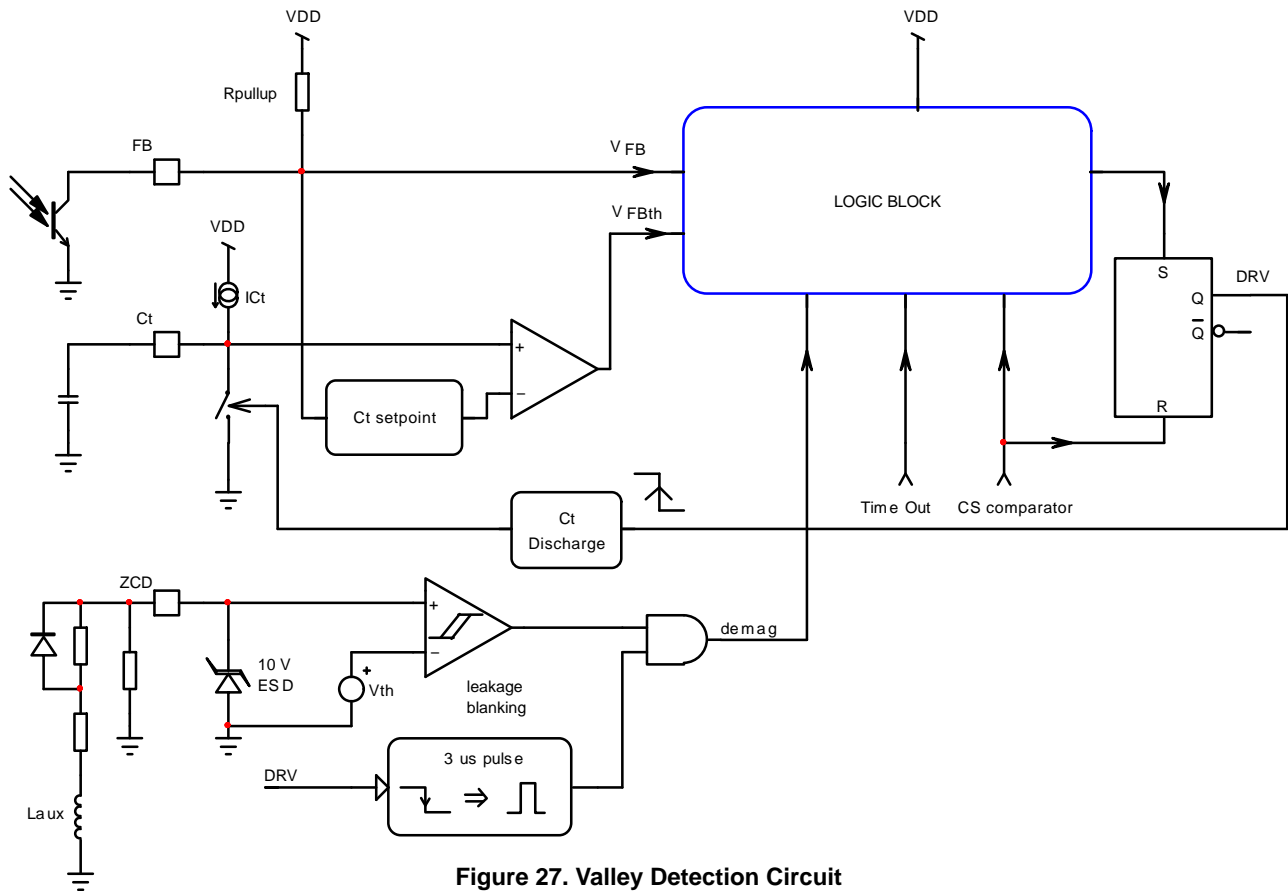 VDD
VDD
Rpullup
FB
V FB
LOGIC BLOCK
V FBth
VDD
S
DRV
ICt
Q
Ct
Q
+
−
Ct setpoint
R
Time Out
CS comparator
Ct
Discharge
ZCD
+
demag
−
10 V
ESD
+
Vth
leakage
blanking
3 us pulse
DRV
⇒
Laux
Figure 27. Valley Detection Circuit